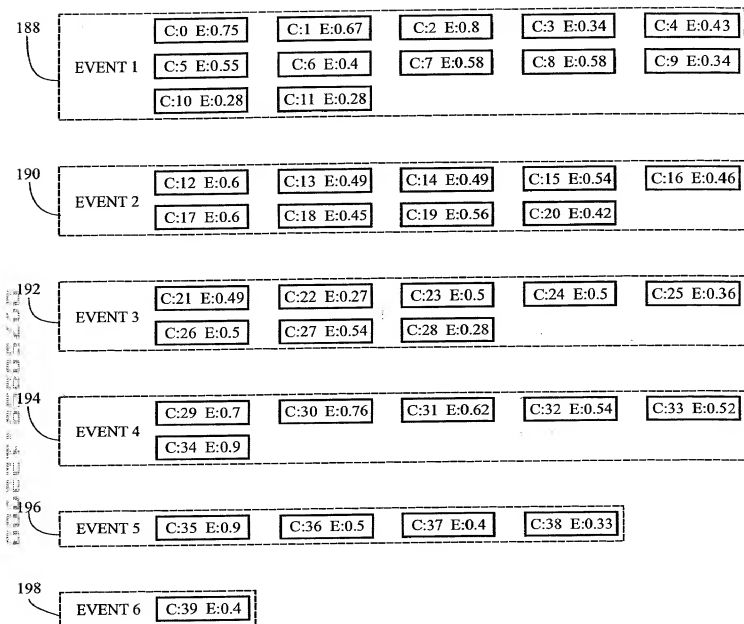 188
C:0 E:0.75 C:1 E:0.67 C:2 E:0.8 C:3 E:0.34 C:4 E:0.43
EVENT 1 C:5 E:0.55 C:6 E:0.4 C:7 E:0.58 C:8 E:0.58 C:9 E:0.34
C:10 E:0.28 C:11 E:0.28
190
C:12 E:0.6 C:13 E:0.49 C:14 E:0.49 C:15 E:0.54 C:16 E:0.46
EVENT 2
C:17 E:0.6 C:18 E:0.45 C:19 E:0.56 C:20 E:0.42
192
C:21 E:0.49 C:22 E:0.27 C:23 E:0.5 C:24 E:0.5 C:25 E:0.36
EVENT 3
C:26 E:0.5 C:27 E:0.54 C:28 E:0.28
194
C:29 E:0.7 C:30 E:0.76 C:31 E:0.62 C:32 E:0.54 C:33 E:0.52
EVENT 4
C:34 E:0.9
196
EVENT 5 C:35 E:0.9 C:36 E:0.5 C:37 E:0.4 C:38 E:0.33
198
EVENT 6 C:39 E:0.4